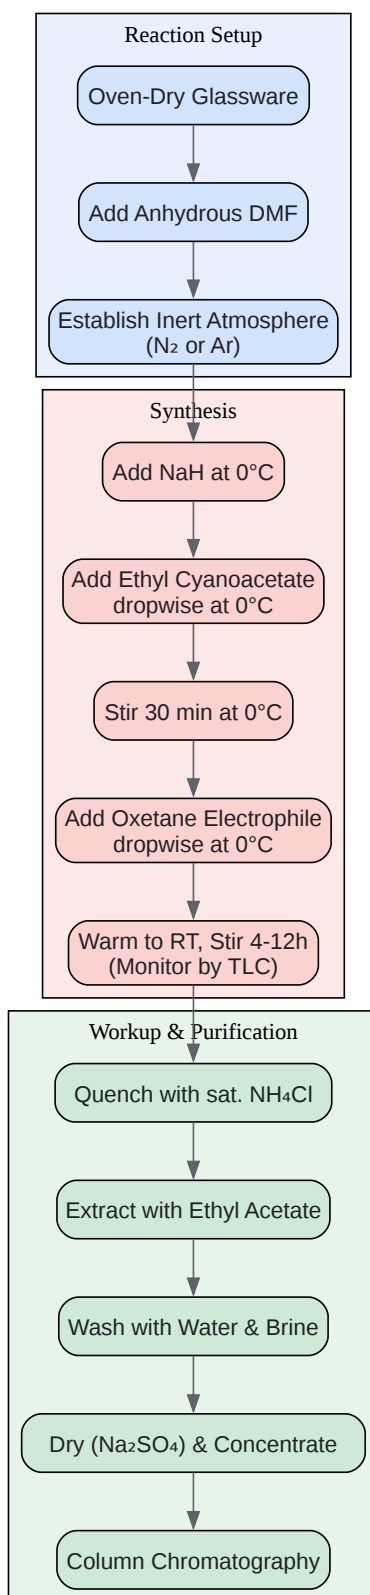 Reaction Setup
Oven-Dry Glassware
Add Anhydrous DMF
Establish Inert Atmosphere
(N₂ or Ar)
Synthesis
Add NaH at 0°C
Add Ethyl Cyanoacetate
dropwise at 0°C
Stir 30 min at 0°C
Add Oxetane Electrophile
dropwise at 0°C
Warm to RT, Stir 4-12h
(Monitor by TLC)
Workup & Purification
Quench with sat. NH₄Cl
Extract with Ethyl Acetate
Wash with Water & Brine
Dry (Na₂SO₄) & Concentrate
Column Chromatography